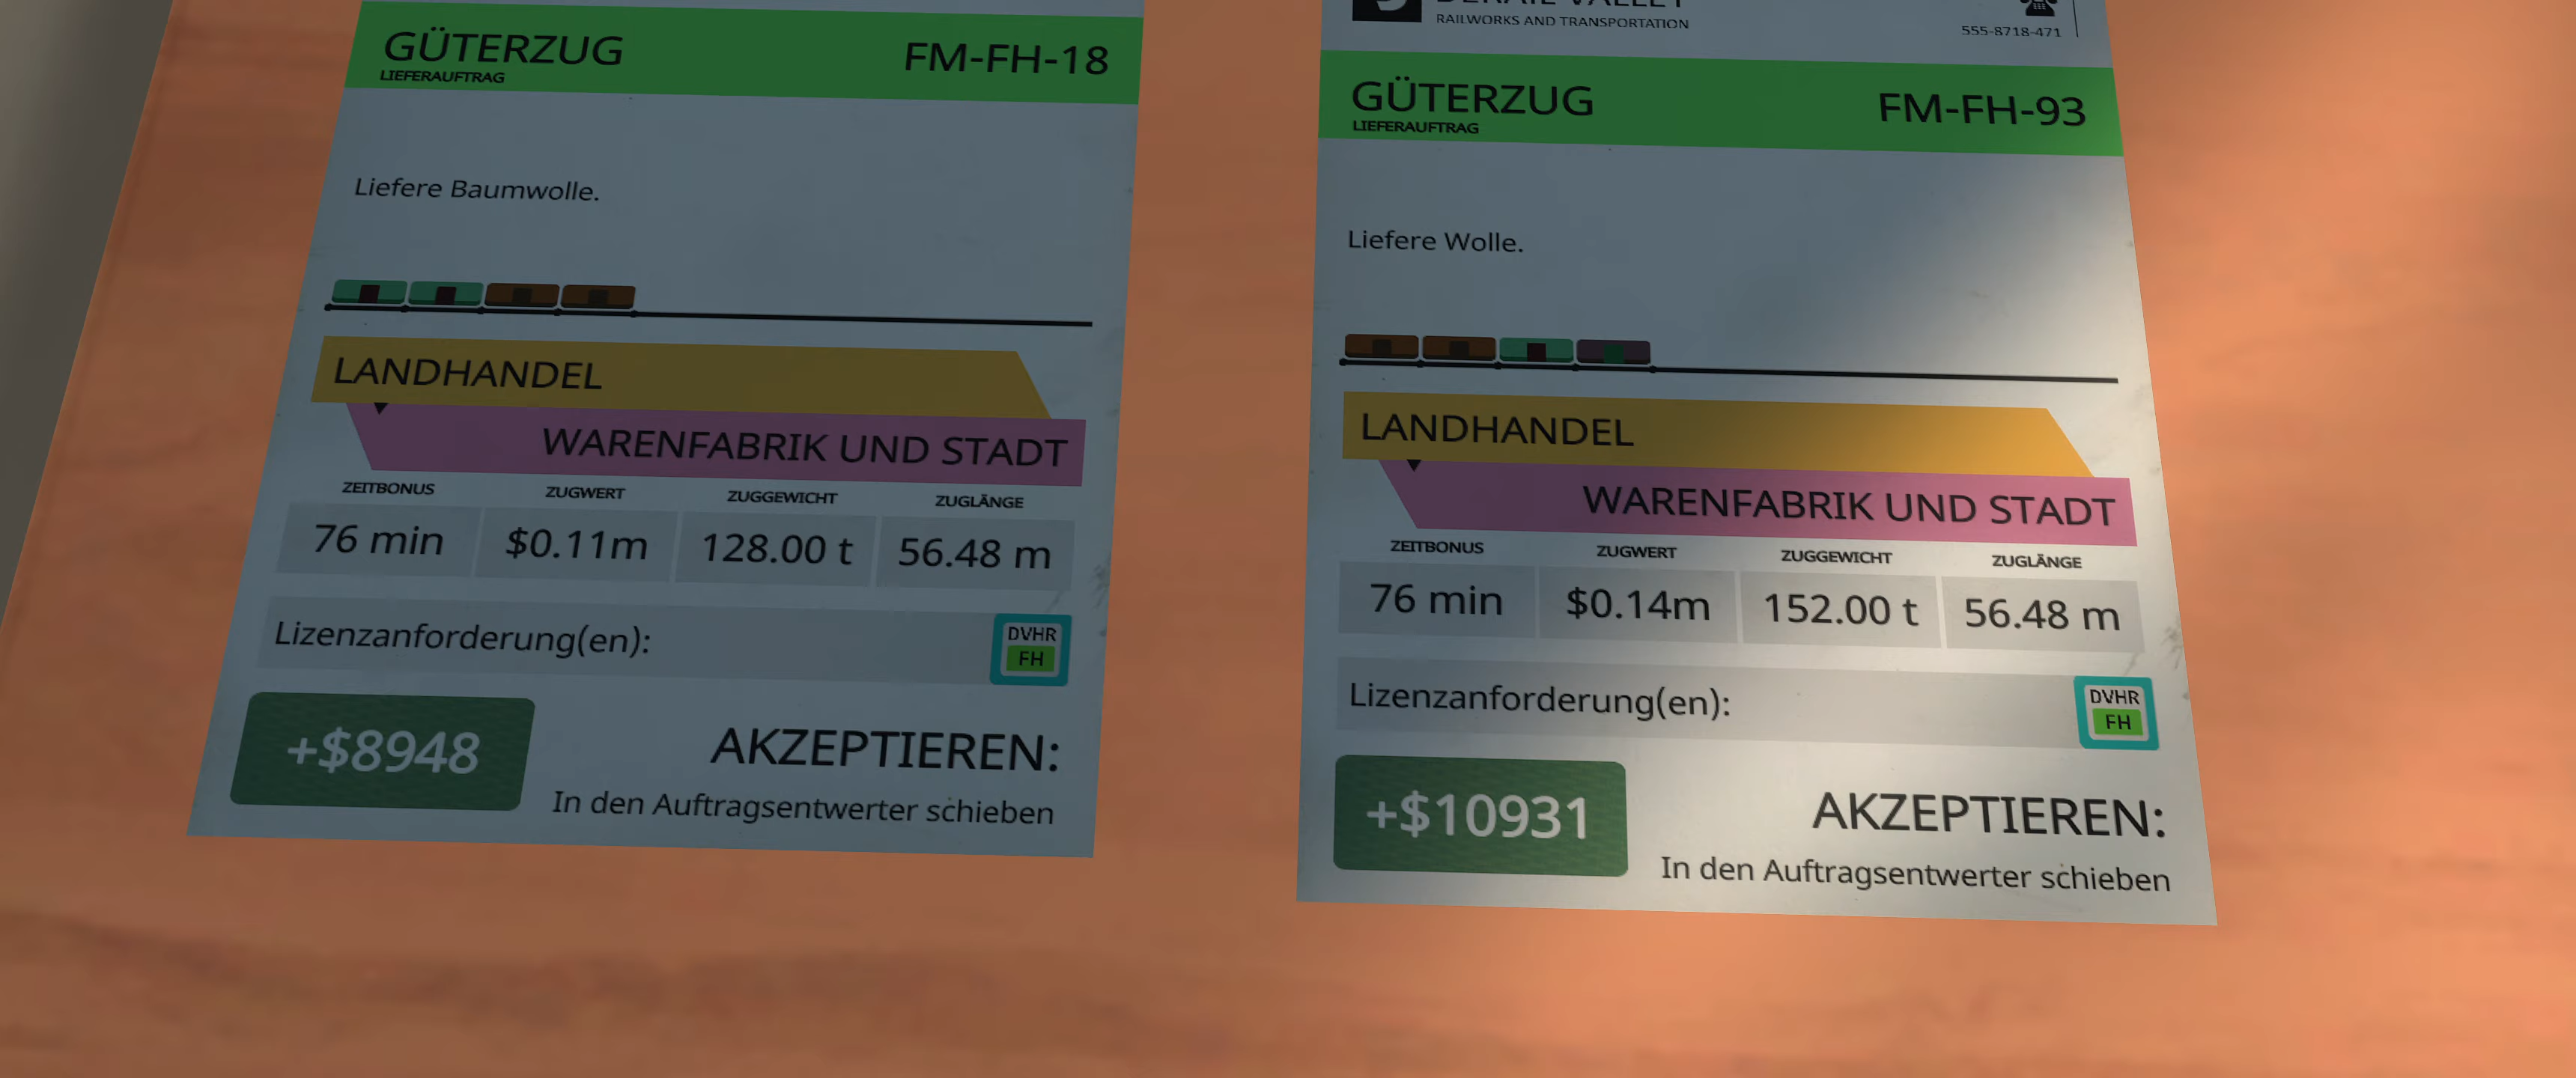 GÜTERZUG FM-FH-18
LIEFERAUFTRAG
Liefere Baumwolle.
LANDHANDEL
WARENFABRIK UND STADT
ZEITBONUS ZUGWERT ZUGGEWICHT ZUGLÄNGE
76 min $0.11m 128.00 t 56.48 m
Lizenzanforderung(en):
DVHR
FH
+$8948
AKZEPTIEREN:
In den Auftragsentwerter schieben
DERAIL VALLEY
RAILWORKS AND TRANSPORTATION
555-8718-471
GÜTERZUG FM-FH-93
LIEFERAUFTRAG
Liefere Wolle.
LANDHANDEL
WARENFABRIK UND STADT
ZEITBONUS ZUGWERT ZUGGEWICHT ZUGLÄNGE
76 min $0.14m 152.00 t 56.48 m
Lizenzanforderung(en):
DVHR
FH
+$10931
AKZEPTIEREN:
In den Auftragsentwerter schieben